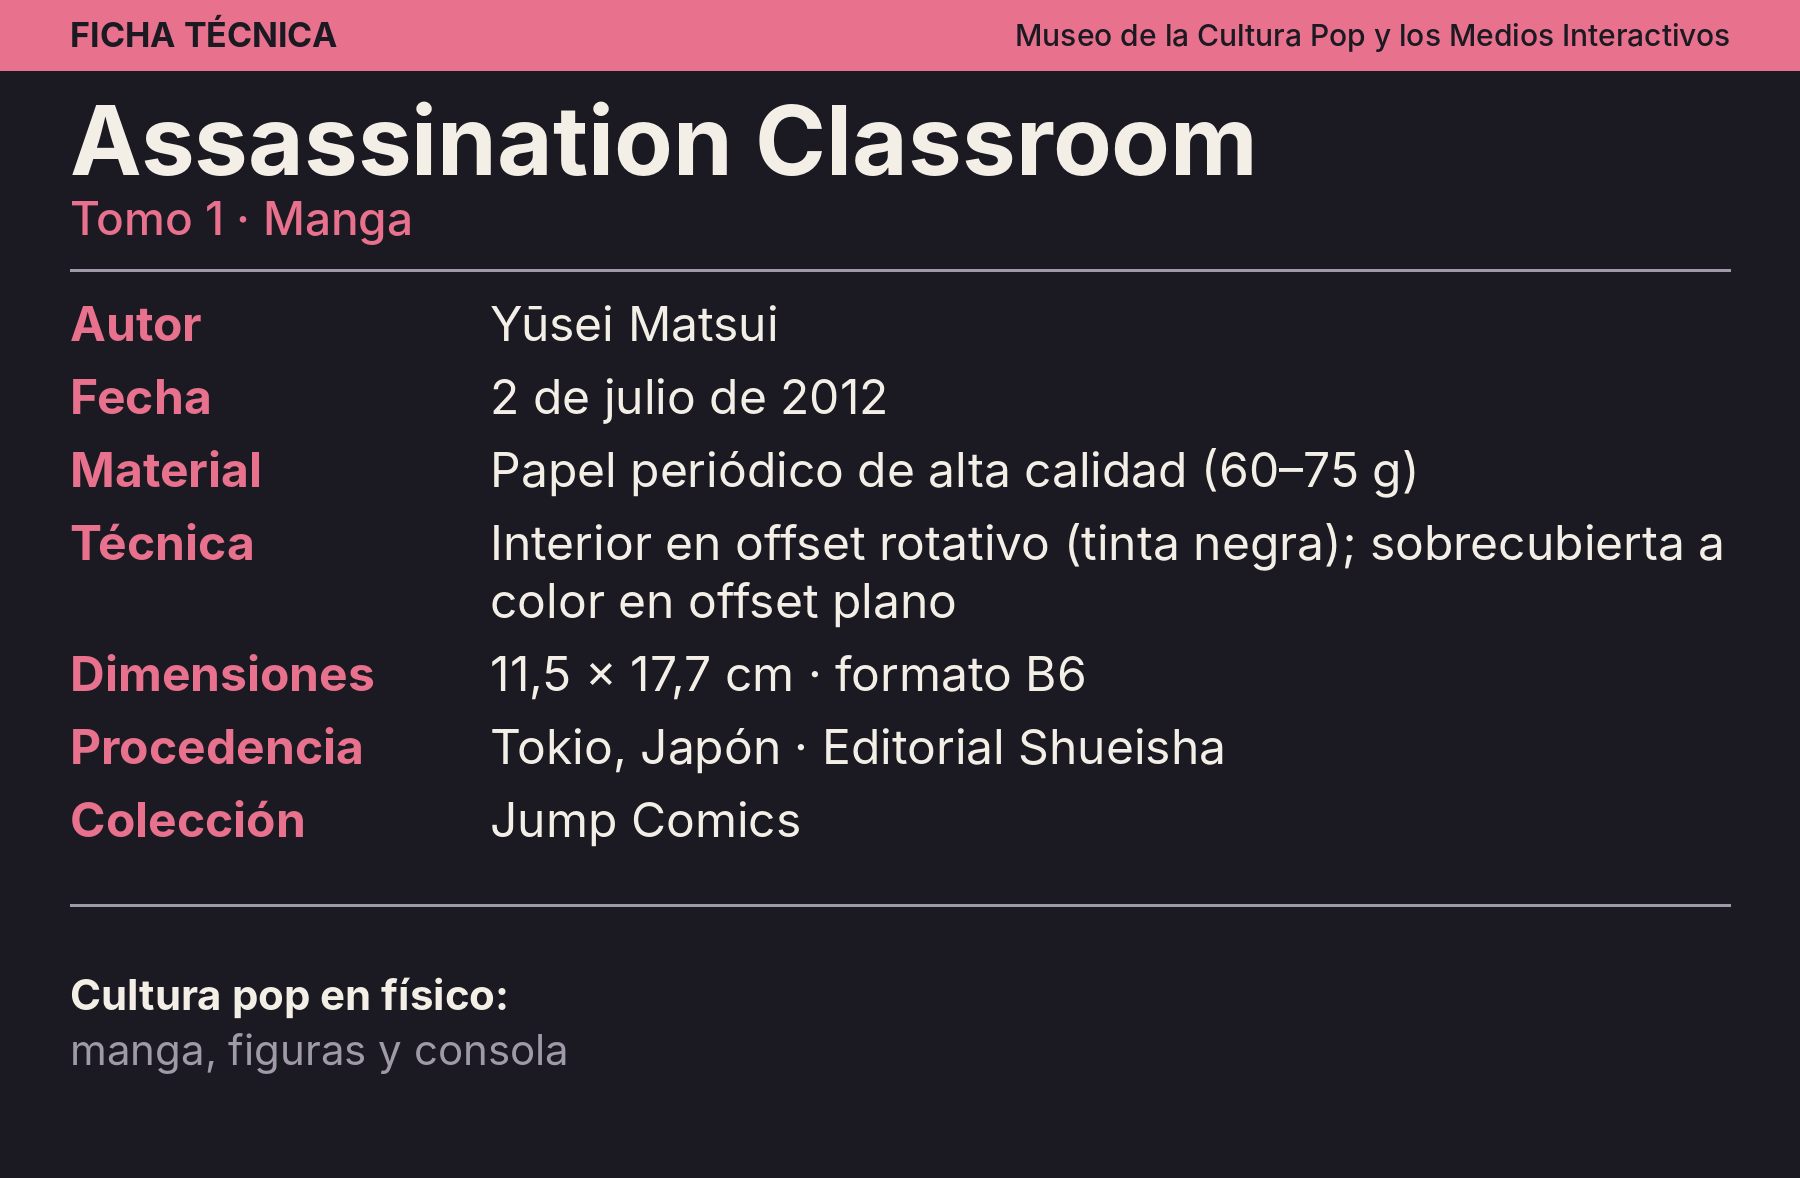 FICHA TÉCNICA
Museo de la Cultura Pop y los Medios Interactivos
Assassination Classroom
Tomo 1 · Manga
Autor Yūsei Matsui
Fecha 2 de julio de 2012
Material Papel periódico de alta calidad (60–75 g)
Técnica Interior en offset rotativo (tinta negra); sobrecubierta a
color en offset plano
Dimensiones 11,5 × 17,7 cm · formato B6
Procedencia Tokio, Japón · Editorial Shueisha
Colección Jump Comics
Cultura pop en físico:
manga, figuras y consola